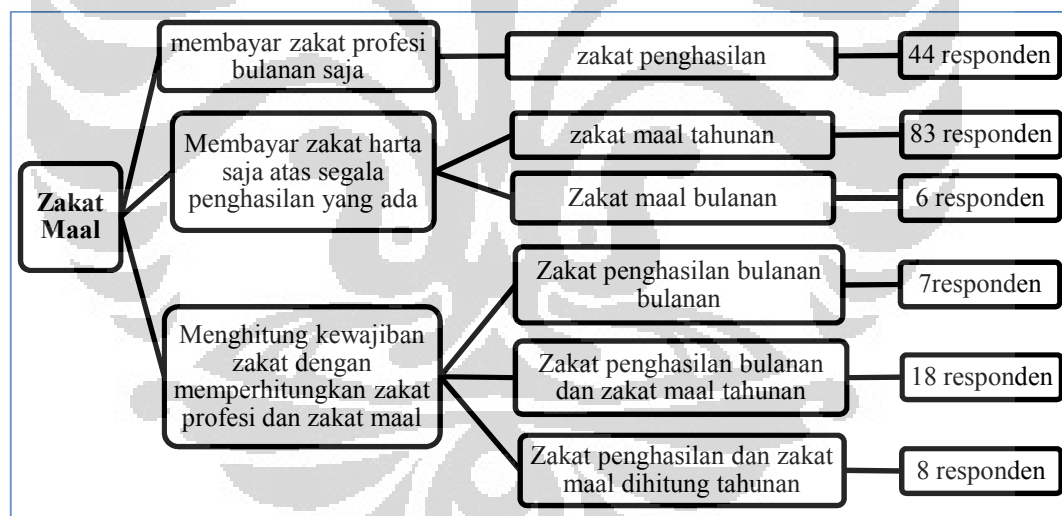 Zakat
Maal
membayar zakat profesi
bulanan saja
zakat penghasilan
44 responden
Membayar zakat harta
saja atas segala
penghasilan yang ada
zakat maal tahunan
83 responden
Zakat maal bulanan
6 responden
Menghitung kewajiban
zakat dengan
memperhitungkan zakat
profesi dan zakat maal
Zakat penghasilan bulanan
bulanan
7responden
Zakat penghasilan bulanan
dan zakat maal tahunan
18 responden
Zakat penghasilan dan zakat
maal dihitung tahunan
8 responden